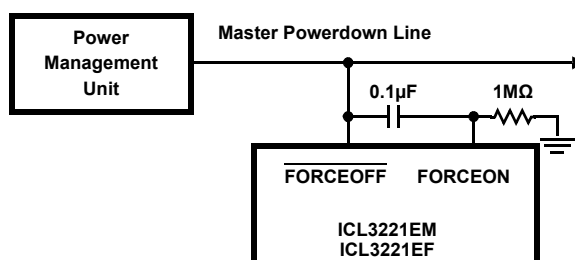 Power
Management
Unit
Master Powerdown Line
0.1µF
1MΩ
FORCEOFF
FORCEON
ICL3221EM
ICL3221EF